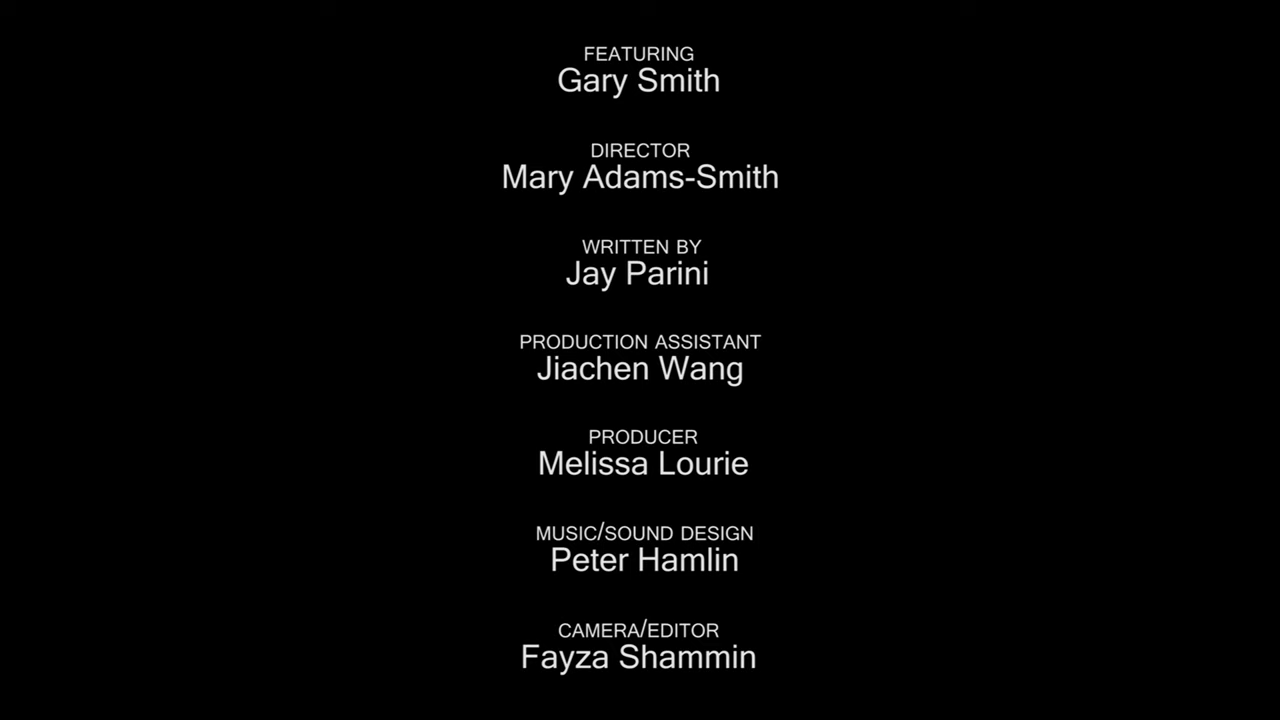 FEATURING
Gary Smith
DIRECTOR
Mary Adams-Smith
WRITTEN BY
Jay Parini
PRODUCTION ASSISTANT
Jiachen Wang
PRODUCER
Melissa Lourie
MUSIC/SOUND DESIGN
Peter Hamlin
CAMERA/EDITOR
Fayza Shammin